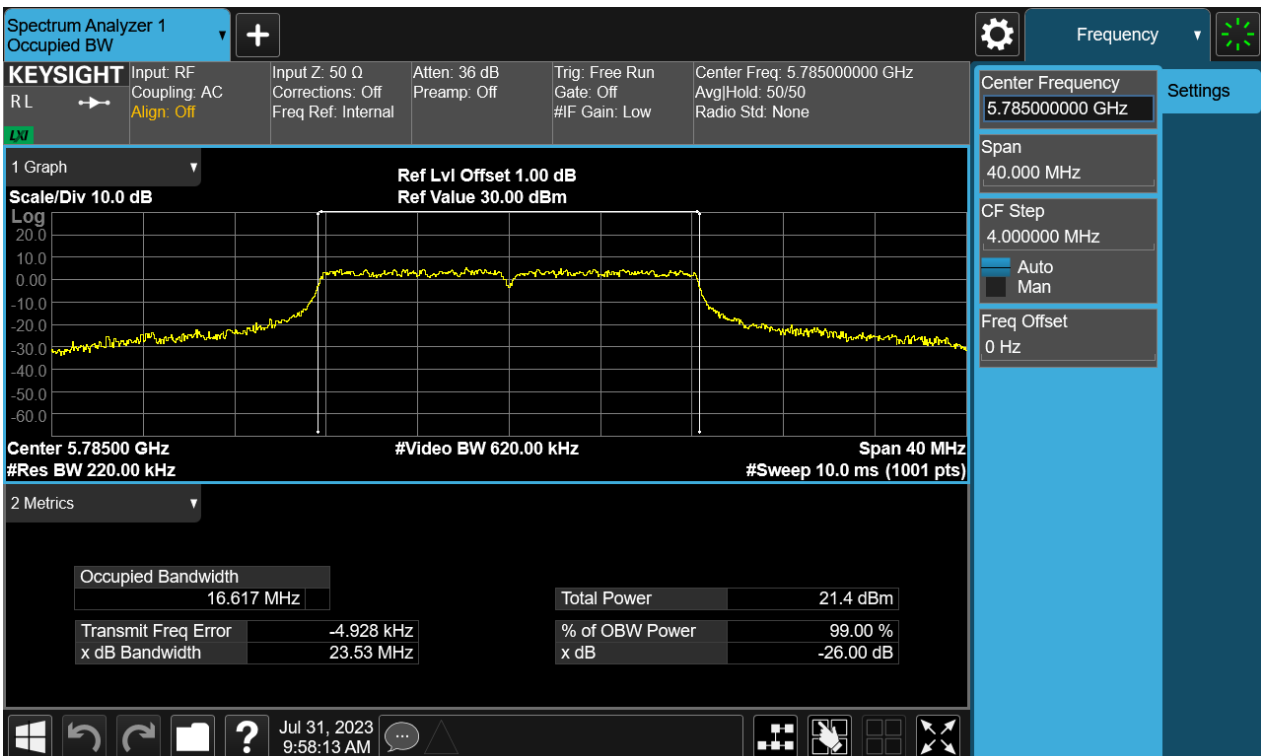 Spectrum Analyzer 1
Occupied BW
Frequency
KEYSIGHT
R L
LXI
Input: RF
Coupling: AC
Align: Off
Input Z: 50 Ω
Corrections: Off
Freq Ref: Internal
Atten: 36 dB
Preamp: Off
Trig: Free Run
Gate: Off
#IF Gain: Low
Center Freq: 5.785000000 GHz
Avg|Hold: 50/50
Radio Std: None
Center Frequency
5.785000000 GHz
Settings
Span
40.000 MHz
CF Step
4.000000 MHz
Auto
Man
Freq Offset
0 Hz
1 Graph
Ref Lvl Offset 1.00 dB
Scale/Div 10.0 dB
Ref Value 30.00 dBm
Log
20.0
10.0
0.00
-10.0
-20.0
-30.0
-40.0
-50.0
-60.0
Center 5.78500 GHz
#Video BW 620.00 kHz
Span 40 MHz
#Res BW 220.00 kHz
#Sweep 10.0 ms (1001 pts)
2 Metrics
Occupied Bandwidth
16.617 MHz
Total Power 21.4 dBm
Transmit Freq Error -4.928 kHz
% of OBW Power 99.00 %
x dB Bandwidth 23.53 MHz
x dB -26.00 dB
?
Jul 31, 2023
9:58:13 AM